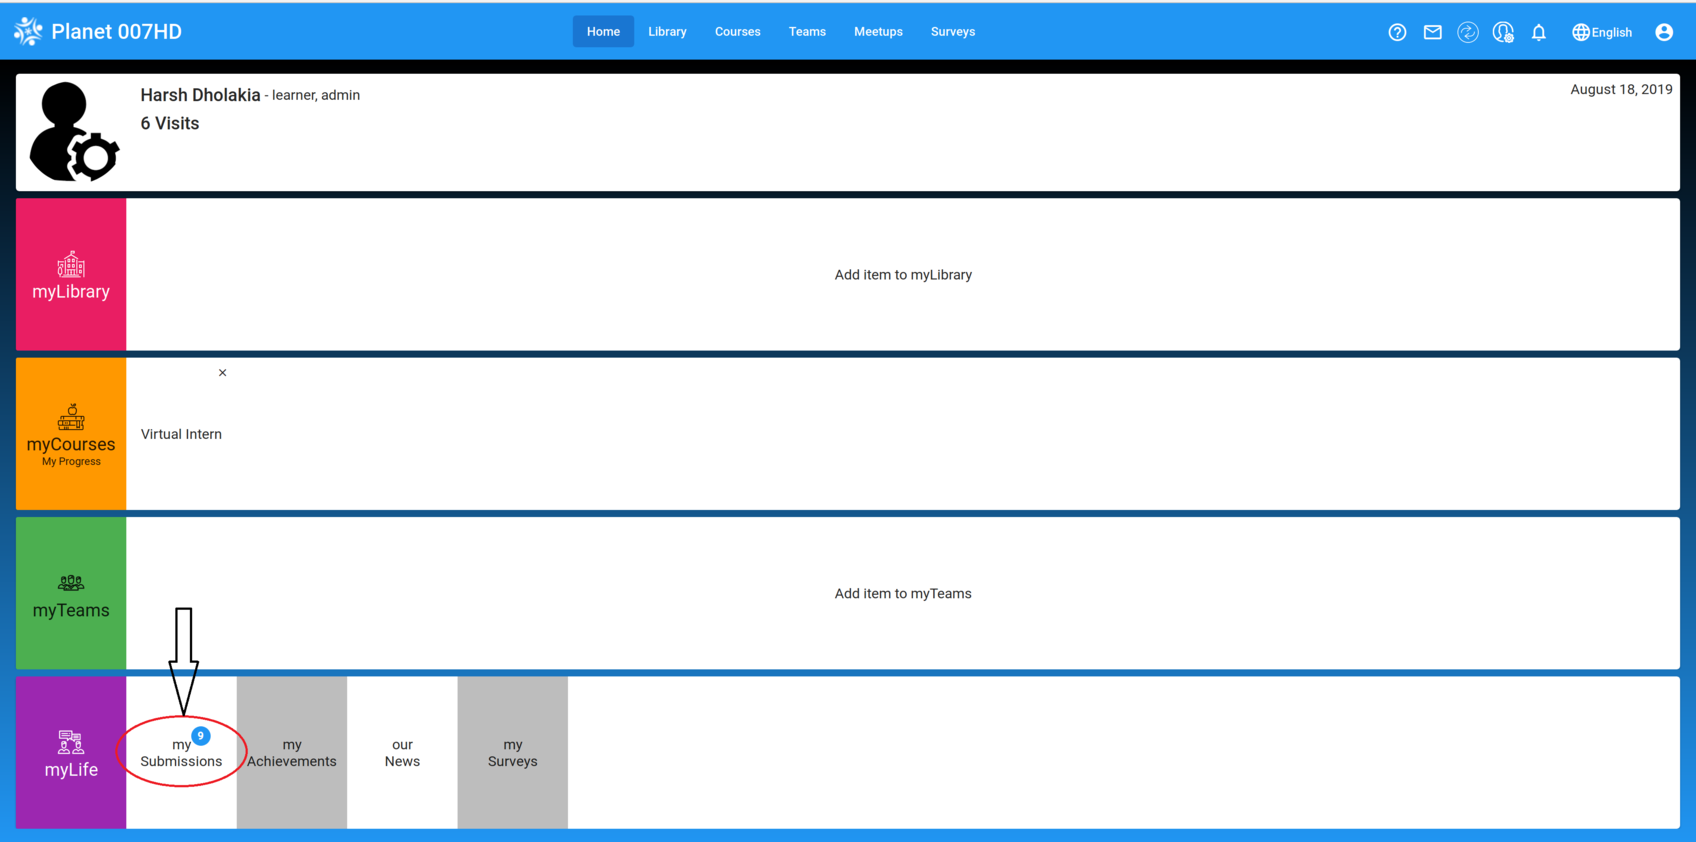 Planet 007HD
Home Library Courses Teams Meetups Surveys
English
Harsh Dholakia - learner, admin
August 18, 2019
6 Visits
myLibrary
Add item to myLibrary
myCourses
My Progress
Virtual Intern
myTeams
Add item to myTeams
myLife
my 9
Submissions
my
Achievements
our
News
my
Surveys